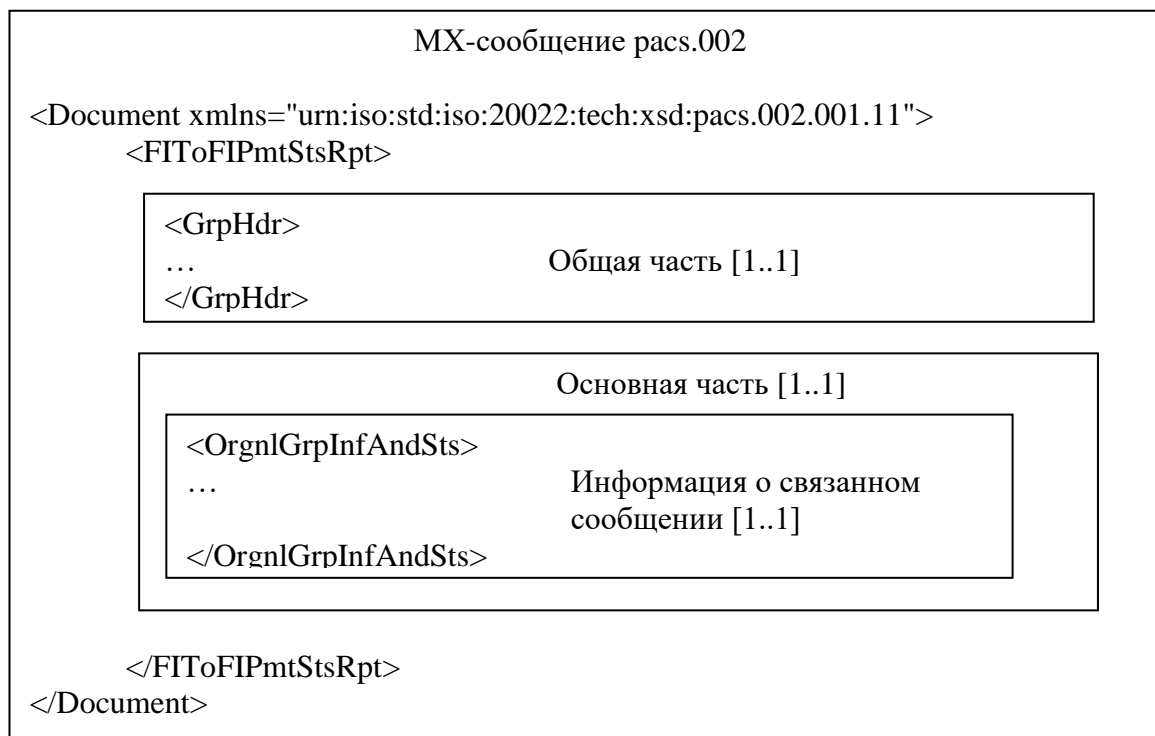 МХ-сообщение pacs.002
<Document xmlns="urn:iso:std:iso:20022:tech:xsd:pacs.002.001.11">
<FIToFIPmtStsRpt>
<GrpHdr>
… Общая часть [1..1]
</GrpHdr>
Основная часть [1..1]
<OrgnlGrpInfAndSts>
… Информация о связанном
сообщении [1..1]
</OrgnlGrpInfAndSts>
</FIToFIPmtStsRpt>
</Document>